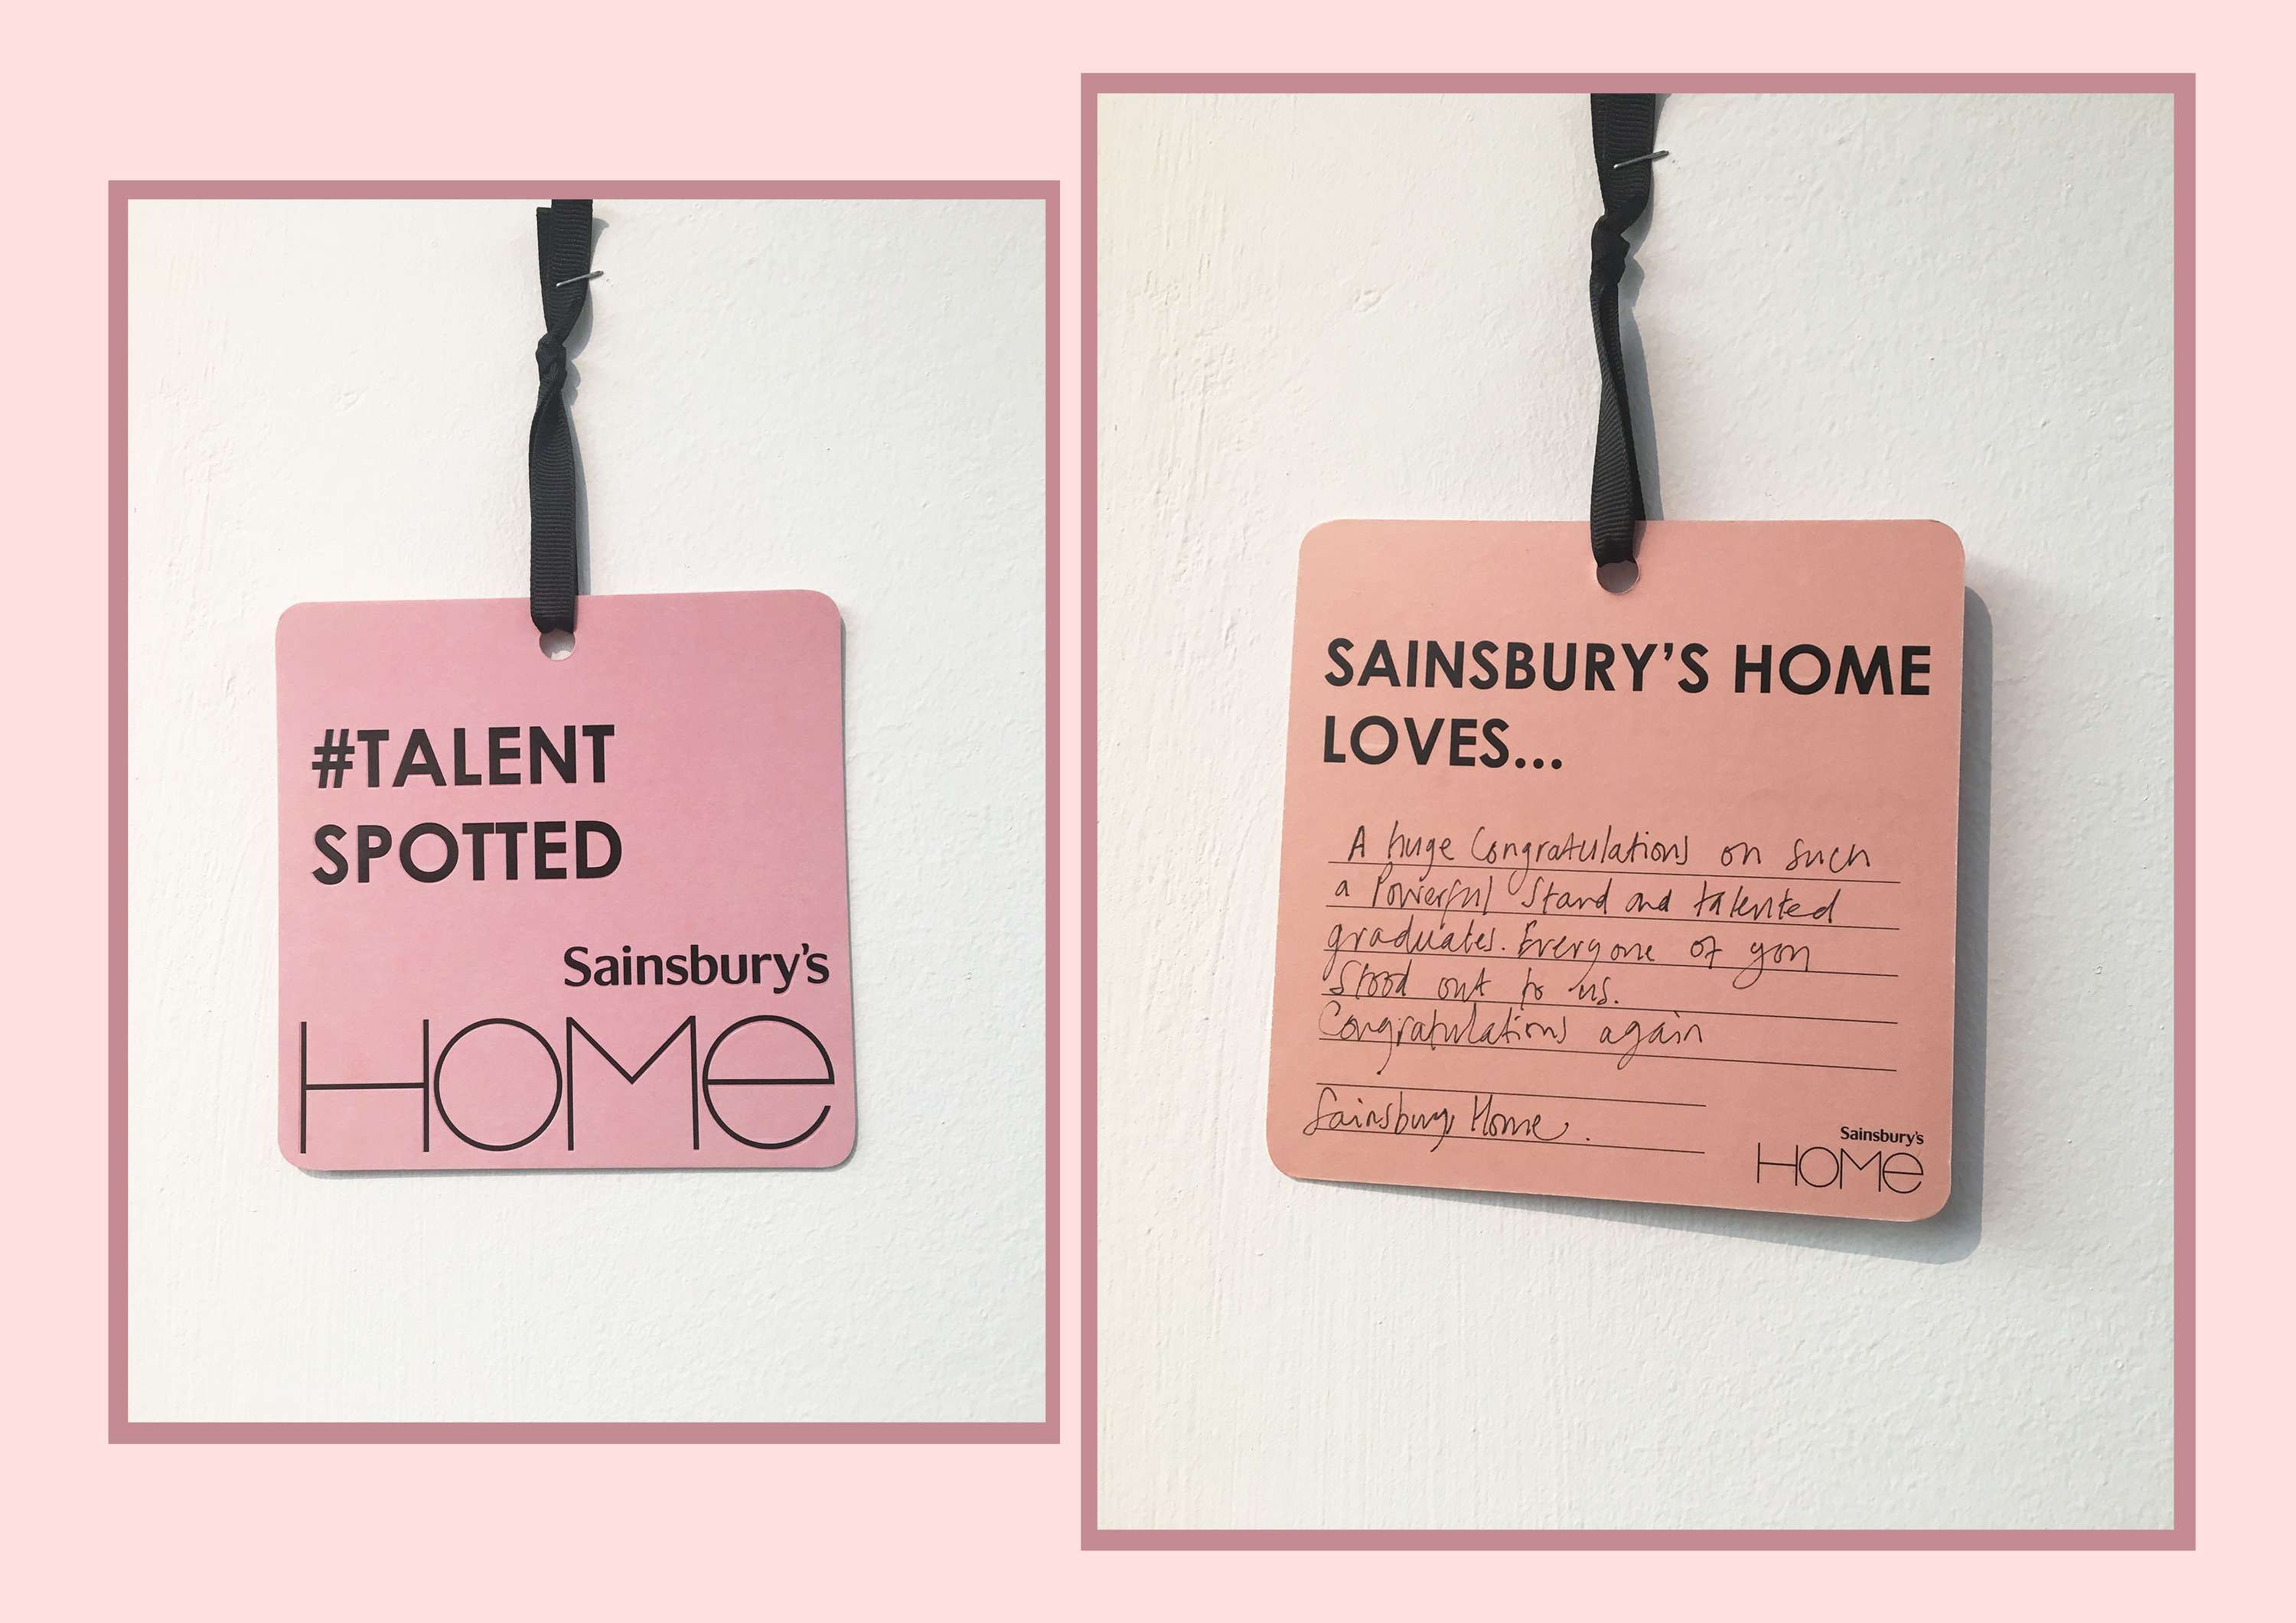 #TALENT
SPOTTED
Sainsbury's
HOMe
SAINSBURY'S HOME
LOVES...
A huge Congratulations on such
a Powerful Stand and talented
graduates. Everyone of you
Stood out to us.
Congratulations again
Sainsburys Home.
Sainsbury's
HOMe